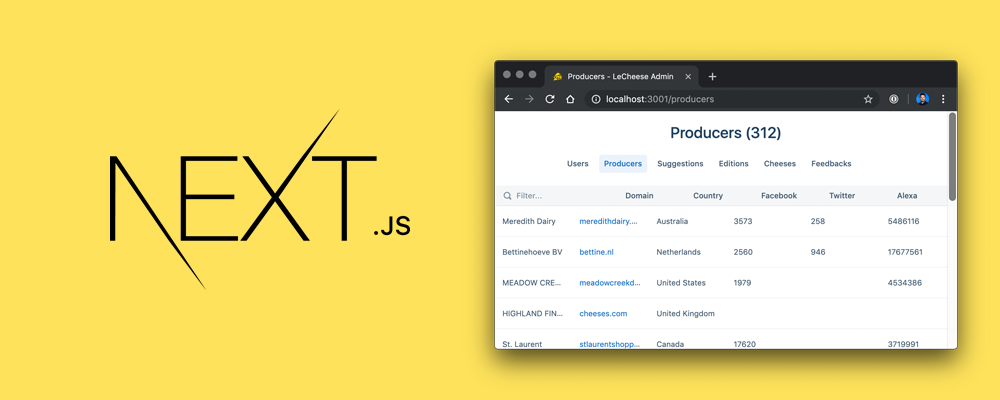 NEXT.JS
Producers - LeCheese Admin
localhost:3001/producers
Producers (312)
Users Producers Suggestions Editions Cheeses Feedbacks
Filter... Domain Country Facebook Twitter Alexa
Meredith Dairy meredithdairy.... Australia 3573 258 5486116
Bettinehoeve BV bettine.nl Netherlands 2560 946 17677561
MEADOW CRE... meadowcreekd... United States 1979 4534386
HIGHLAND FIN... cheeses.com United Kingdom
St. Laurent stlaurentshopp... Canada 17620 3719991